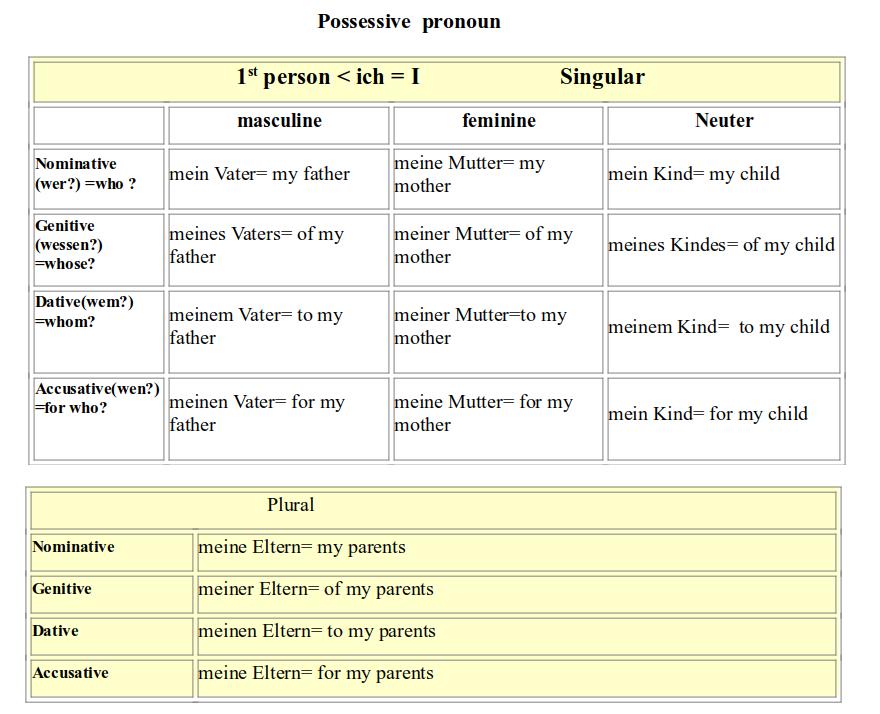 Possessive pronoun
1st person < ich = I Singular
masculine feminine Neuter
Nominative
(wer?) =who ?
mein Vater= my father
meine Mutter= my
mother
mein Kind= my child
Genitive
(wessen?)
=whose?
meines Vaters= of my
father
meiner Mutter= of my
mother
meines Kindes= of my child
Dative(wem?)
=whom?
meinem Vater= to my
father
meiner Mutter=to my
mother
meinem Kind= to my child
Accusative(wen?)
=for who?
meinen Vater= for my
father
meine Mutter= for my
mother
mein Kind= for my child
Plural
Nominative meine Eltern= my parents
Genitive meiner Eltern= of my parents
Dative meinen Eltern= to my parents
Accusative meine Eltern= for my parents